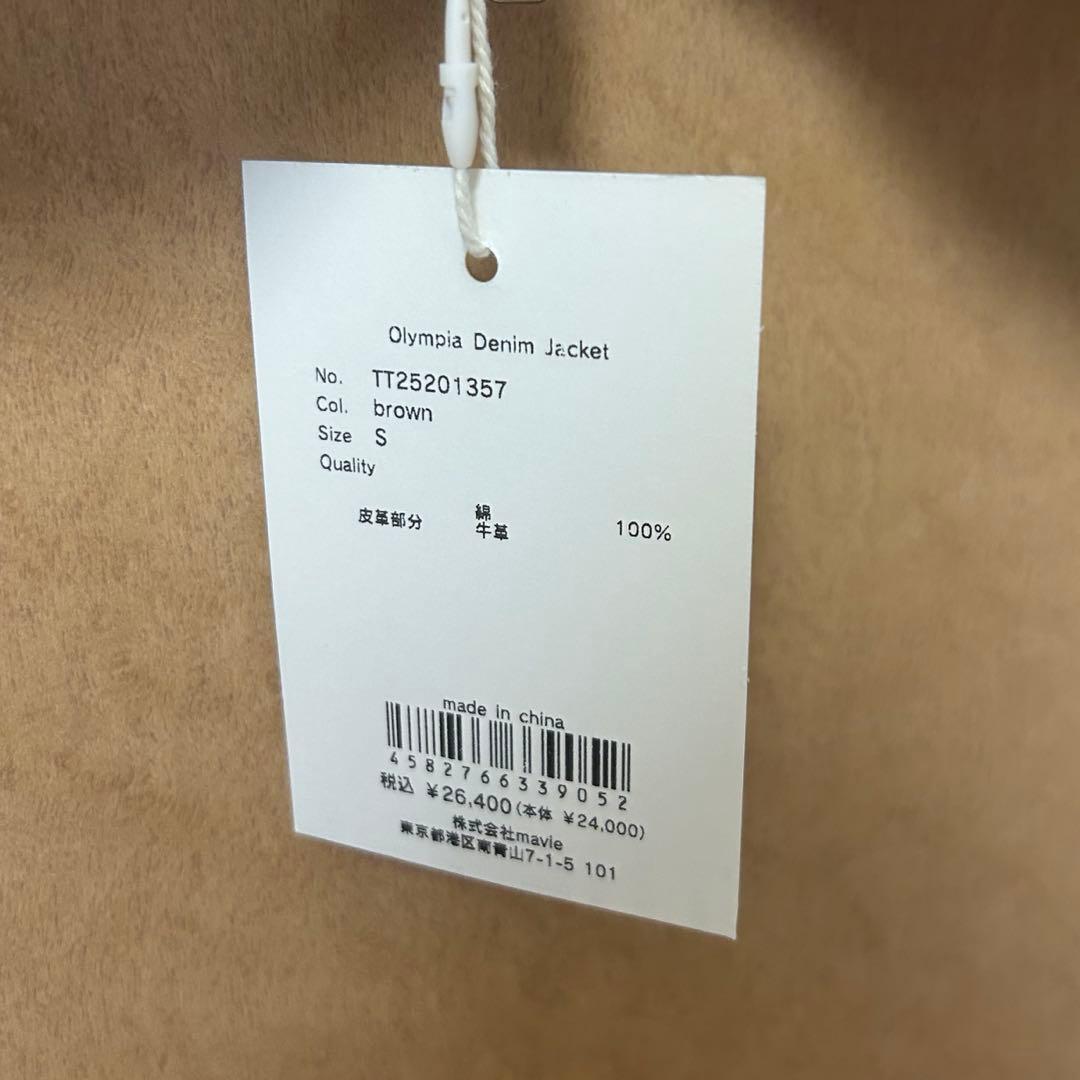 Olympia Denim Jacket
No. TT25201357
Col. brown
Size S
Quality
綿 100%
皮革部分 牛革
made in china
4582766339052
税込 ¥26,400(本体 ¥24,000)
株式会社mavie
東京都港区南青山7-1-5 101